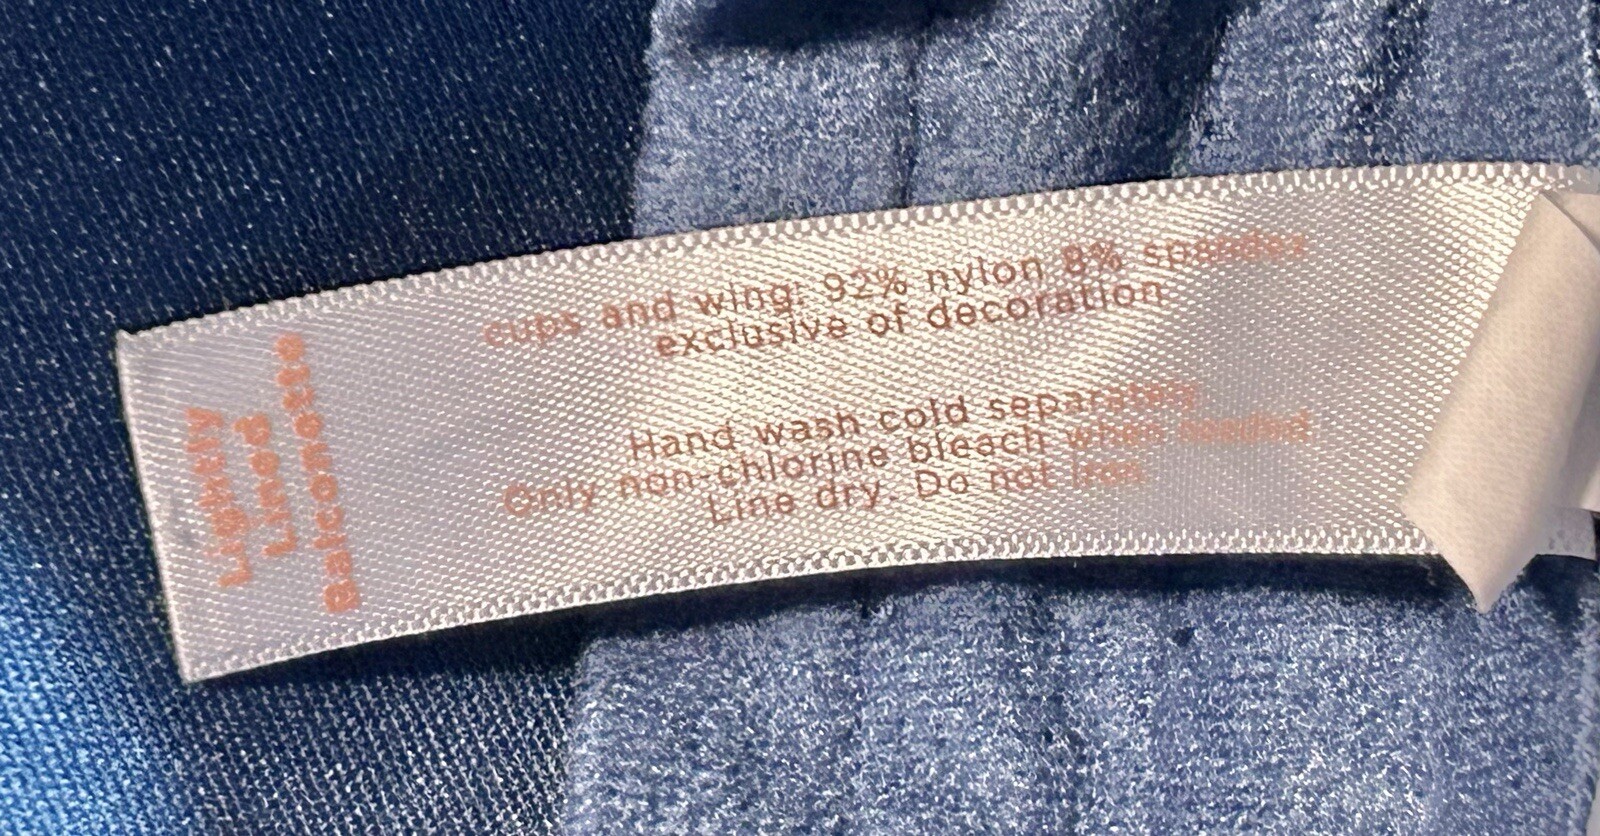 cups and wing: 92% nylon 8% spandex
exclusive of decoration
Hand wash cold separately
Only non-chlorine bleach when needed
Line dry. Do not iron
Lightly
Lined
Balconette